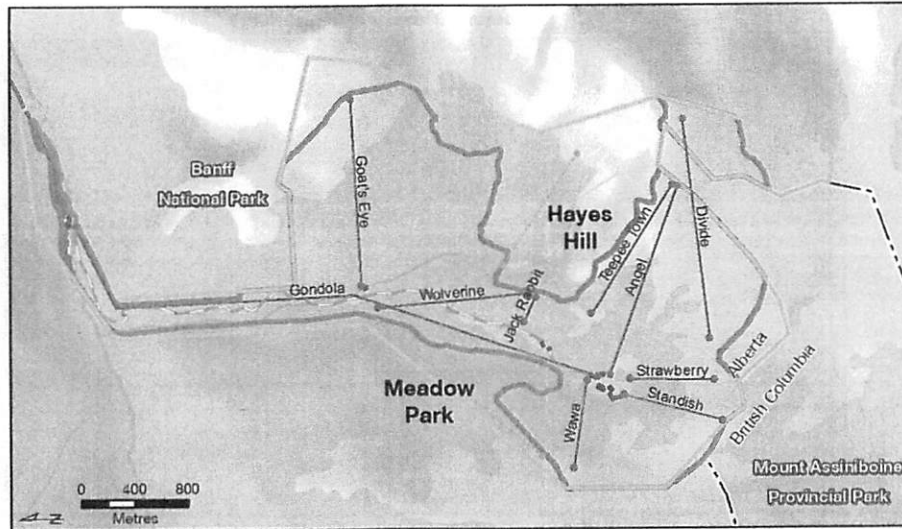 Banff
National Park
Goat's Eye
Hayes
Hill
Teepee Town
Divide
Angel
Gondola
Wolverine
Jack Rabbit
Alberta
Strawberry
British Columbia
Meadow
Park
Standish
Wawa
Mount Assiniboine
Provincial Park
0 400 800
Metres
N